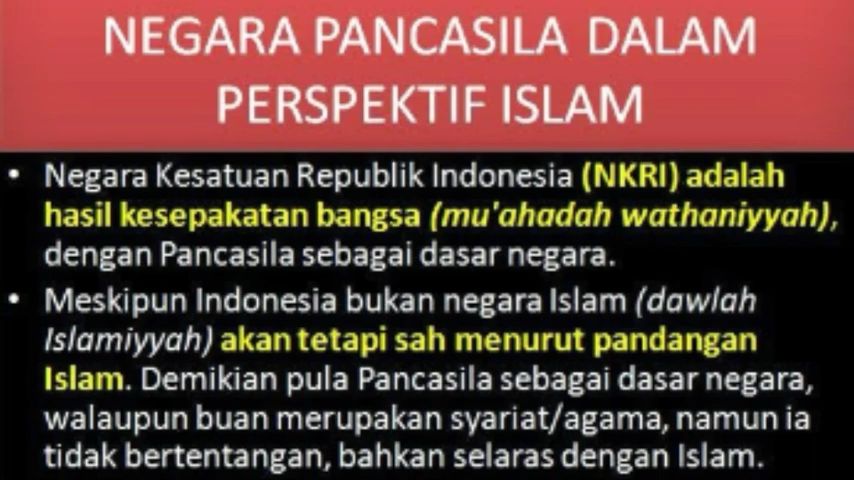 NEGARA PANCASILA DALAM
PERSPEKTIF ISLAM
• Negara Kesatuan Republik Indonesia (NKRI) adalah
hasil kesepakatan bangsa (mu'ahadah wathaniyyah),
dengan Pancasila sebagai dasar negara.
• Meskipun Indonesia bukan negara Islam (dawlah
Islamiyyah) akan tetapi sah menurut pandangan
Islam. Demikian pula Pancasila sebagai dasar negara,
walaupun buan merupakan syariat/agama, namun ia
tidak bertentangan, bahkan selaras dengan Islam.